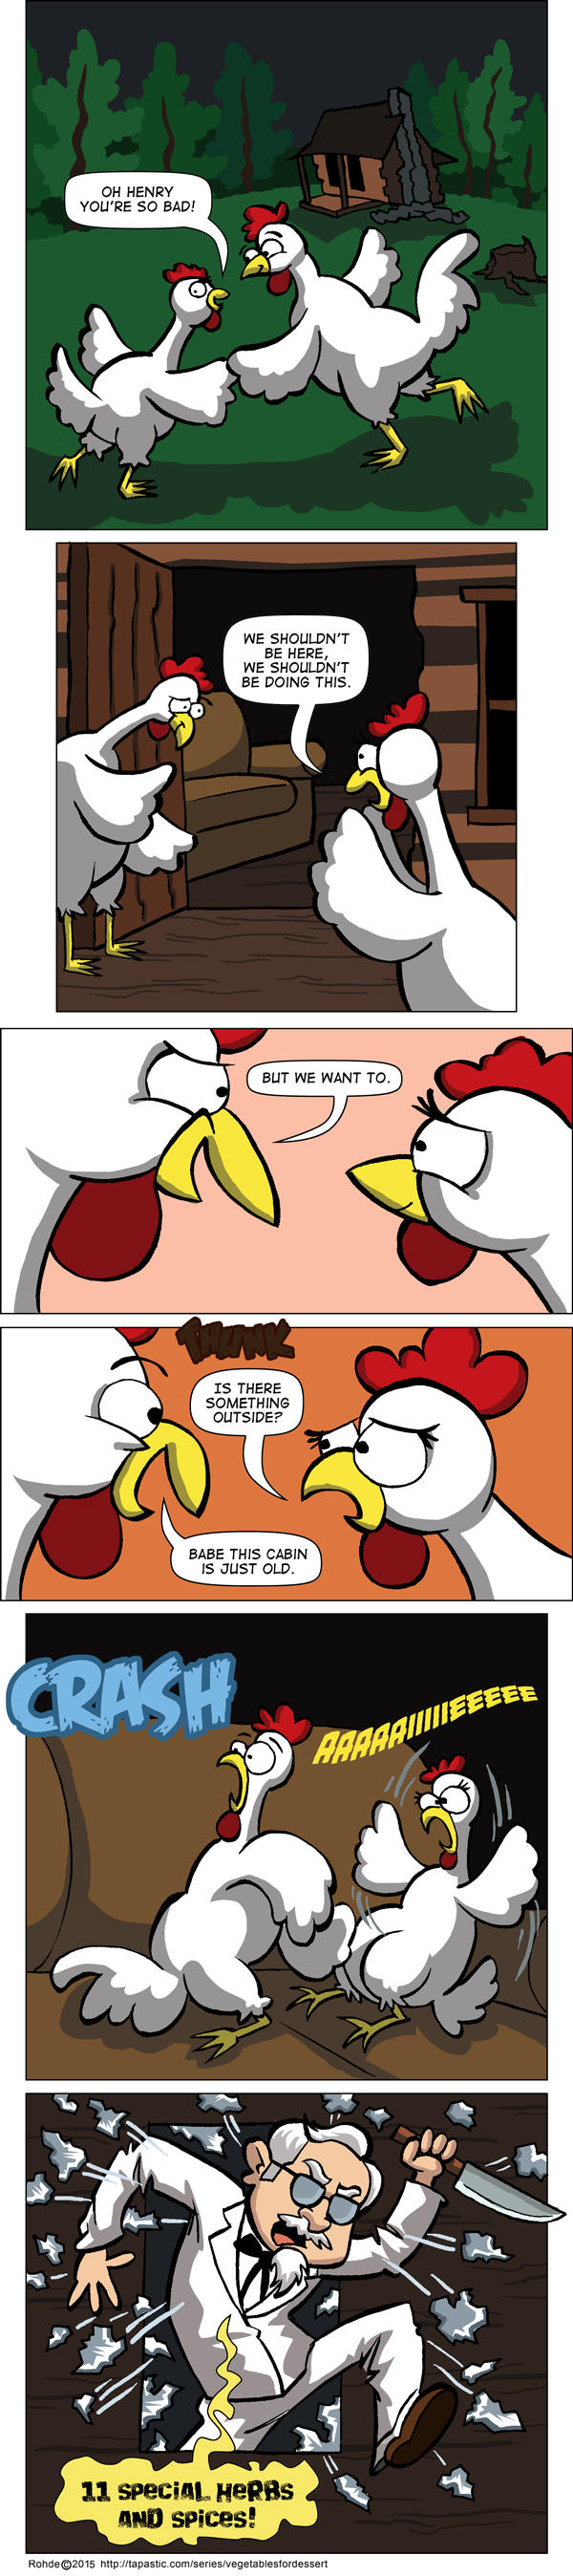 OH HENRY
YOU'RE SO BAD!
WE SHOULDN'T
BE HERE,
WE SHOULDN'T
BE DOING THIS.
BUT WE WANT TO.
THUNK
IS THERE
SOMETHING
OUTSIDE?
BABE THIS CABIN
IS JUST OLD.
CRASH
AAAAAIIIIIEEEEE
11 SPECIAL HERBS
AND SPICES!
Rohde©2015 http://tapastic.com/series/vegetablesfordessert